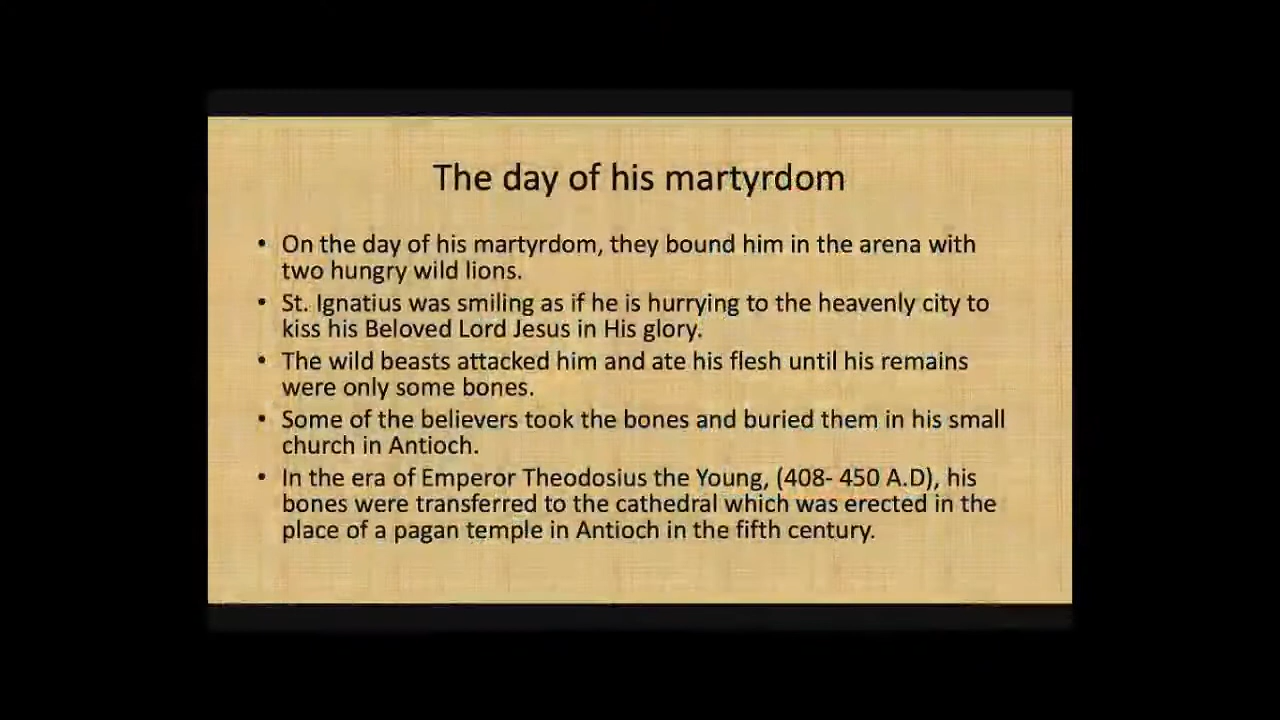 The day of his martyrdom
• On the day of his martyrdom, they bound him in the arena with
two hungry wild lions.
• St. Ignatius was smiling as if he is hurrying to the heavenly city to
kiss his Beloved Lord Jesus in His glory.
• The wild beasts attacked him and ate his flesh until his remains
were only some bones.
• Some of the believers took the bones and buried them in his small
church in Antioch.
• In the era of Emperor Theodosius the Young, (408- 450 A.D), his
bones were transferred to the cathedral which was erected in the
place of a pagan temple in Antioch in the fifth century.